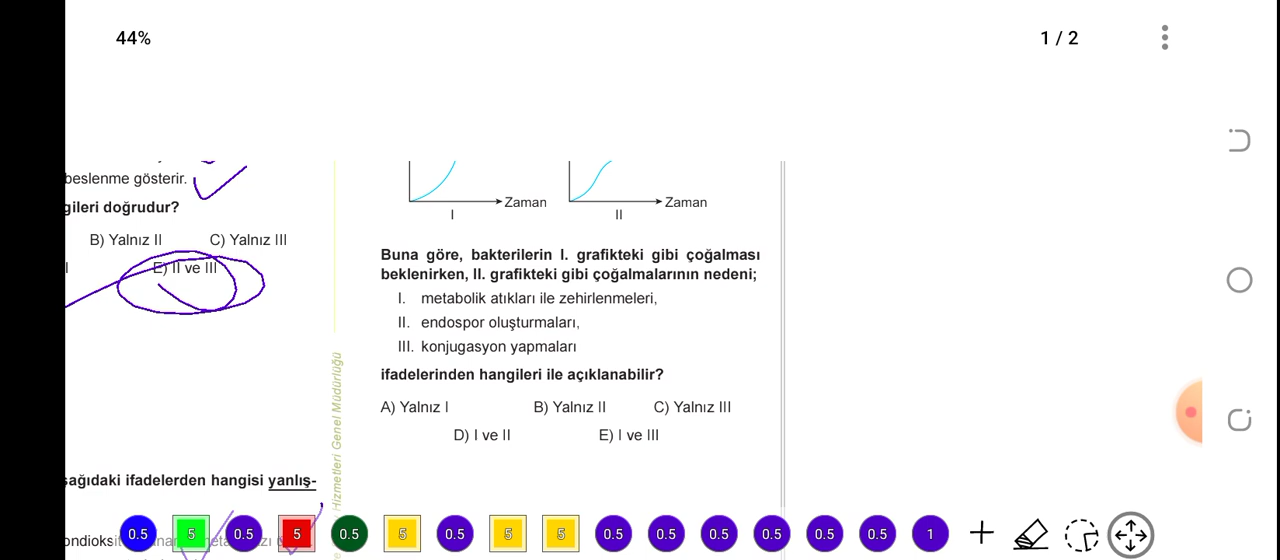 44%
1 / 2
beslenme gösterir.
gileri doğrudur?
B) Yalnız II
C) Yalnız III
E) II ve III
sağıdaki ifadelerden hangisi yanlış-
Hizmetleri Genel Müdürlüğü
Zaman
I
Zaman
II
Buna göre, bakterilerin I. grafikteki gibi çoğalması
beklenirken, II. grafikteki gibi çoğalmalarının nedeni;
I. metabolik atıkları ile zehirlenmeleri,
II. endospor oluşturmaları,
III. konjugasyon yapmaları
ifadelerinden hangileri ile açıklanabilir?
A) Yalnız I
B) Yalnız II
C) Yalnız III
D) I ve II
E) I ve III
0.5 5 0.5 5 0.5 5 0.5 5 5 0.5 0.5 0.5 0.5 0.5 0.5 1